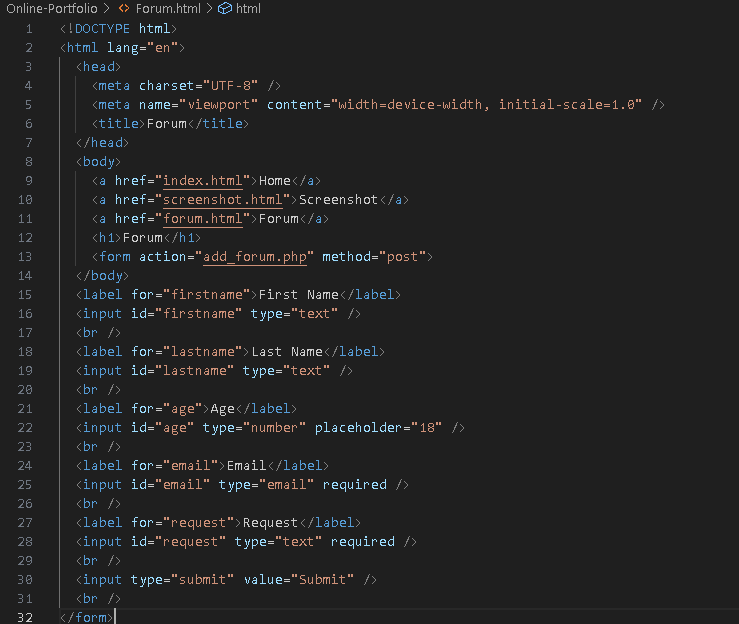 Online-Portfolio > Forum.html > html
1 <!DOCTYPE html>
2 <html lang="en">
3 <head>
4 <meta charset="UTF-8" />
5 <meta name="viewport" content="width=device-width, initial-scale=1.0" />
6 <title>Forum</title>
7 </head>
8 <body>
9 <a href="index.html">Home</a>
10 <a href="screenshot.html">Screenshot</a>
11 <a href="forum.html">Forum</a>
12 <h1>Forum</h1>
13 <form action="add_forum.php" method="post">
14 </body>
15 <label for="firstname">First Name</label>
16 <input id="firstname" type="text" />
17 <br />
18 <label for="lastname">Last Name</label>
19 <input id="lastname" type="text" />
20 <br />
21 <label for="age">Age</label>
22 <input id="age" type="number" placeholder="18" />
23 <br />
24 <label for="email">Email</label>
25 <input id="email" type="email" required />
26 <br />
27 <label for="request">Request</label>
28 <input id="request" type="text" required />
29 <br />
30 <input type="submit" value="Submit" />
31 <br />
32 </form>